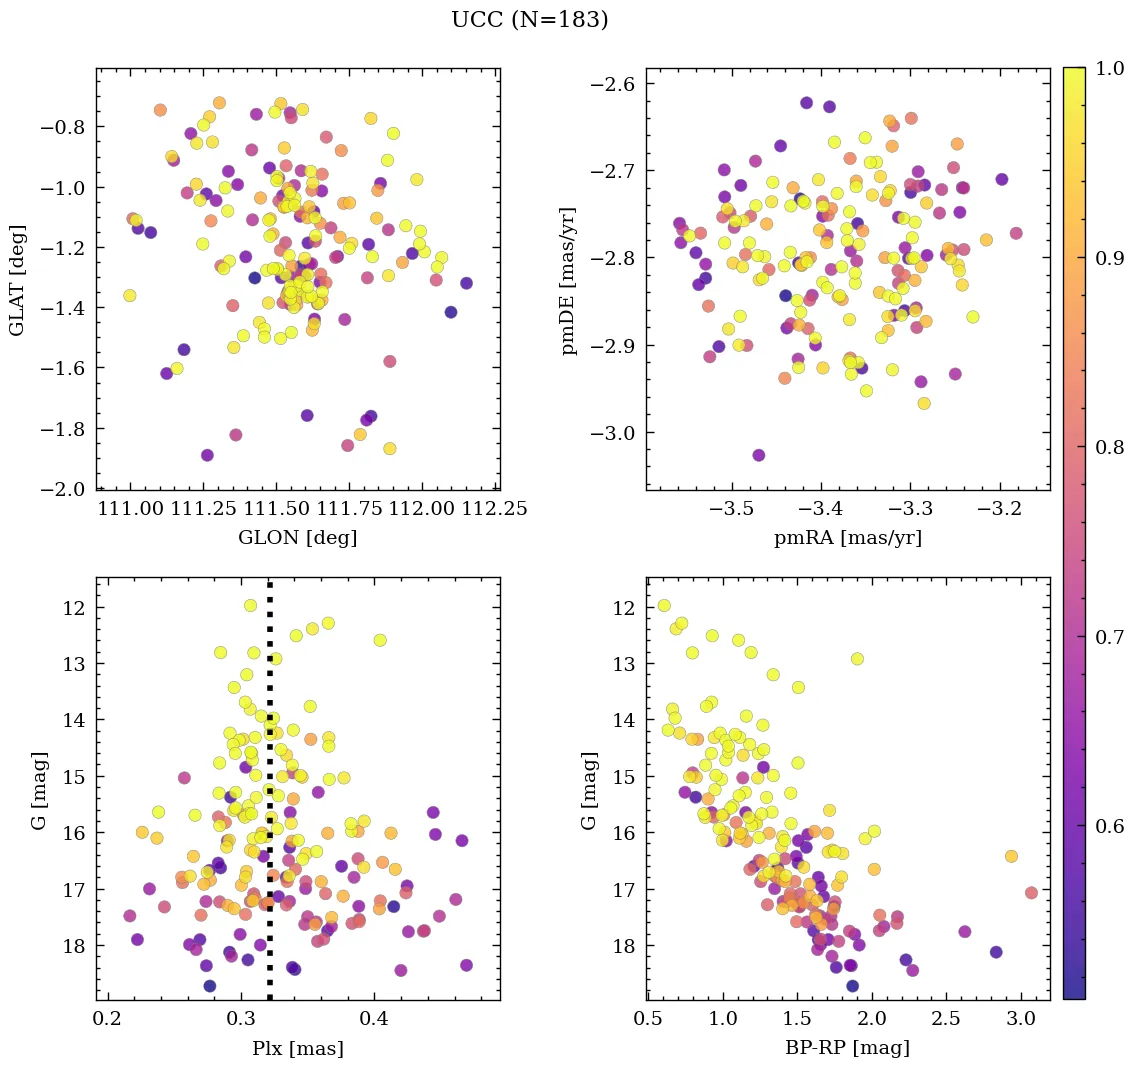 UCC (N=183)
−0.8
−1.0
−1.2
−1.4
−1.6
−1.8
−2.0
GLAT [deg]
111.00 111.25 111.50 111.75 112.00 112.25
GLON [deg]
−2.6
−2.7
−2.8
−2.9
−3.0
pmDE [mas/yr]
−3.5 −3.4 −3.3 −3.2
pmRA [mas/yr]
12
13
14
15
16
17
18
G [mag]
0.2 0.3 0.4
Plx [mas]
12
13
14
15
16
17
18
G [mag]
0.5 1.0 1.5 2.0 2.5 3.0
BP-RP [mag]
1.0
0.9
0.8
0.7
0.6